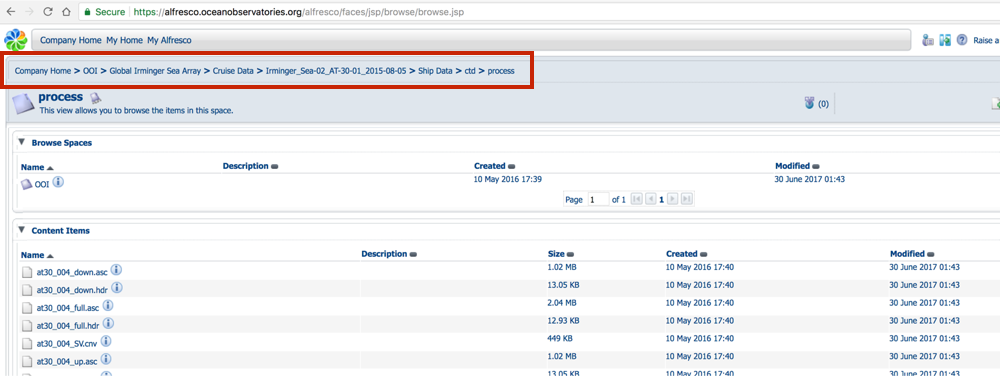 Secure https://alfresco.oceanobservatories.org/alfresco/faces/jsp/browse/browse.jsp
Company Home My Home My Alfresco Raise a
Company Home > OOI > Global Irminger Sea Array > Cruise Data > Irminger_Sea-02_AT-30-01_2015-08-05 > Ship Data > ctd > process
process
This view allows you to browse the items in this space.
(0)
Browse Spaces
Name Description Created Modified
OOI 10 May 2016 17:39 30 June 2017 01:43
Page 1 of 1 1
Content Items
Name Description Size Created Modified
at30_004_down.asc 1.02 MB 10 May 2016 17:40 30 June 2017 01:43
at30_004_down.hdr 13.05 KB 10 May 2016 17:40 30 June 2017 01:43
at30_004_full.asc 2.04 MB 10 May 2016 17:40 30 June 2017 01:43
at30_004_full.hdr 12.93 KB 10 May 2016 17:40 30 June 2017 01:43
at30_004_SV.cnv 449 KB 10 May 2016 17:40 30 June 2017 01:43
at30_004_up.asc 1.02 MB 10 May 2016 17:40 30 June 2017 01:43
13.05 KB 10 May 2016 17:40 30 June 2017 01:43